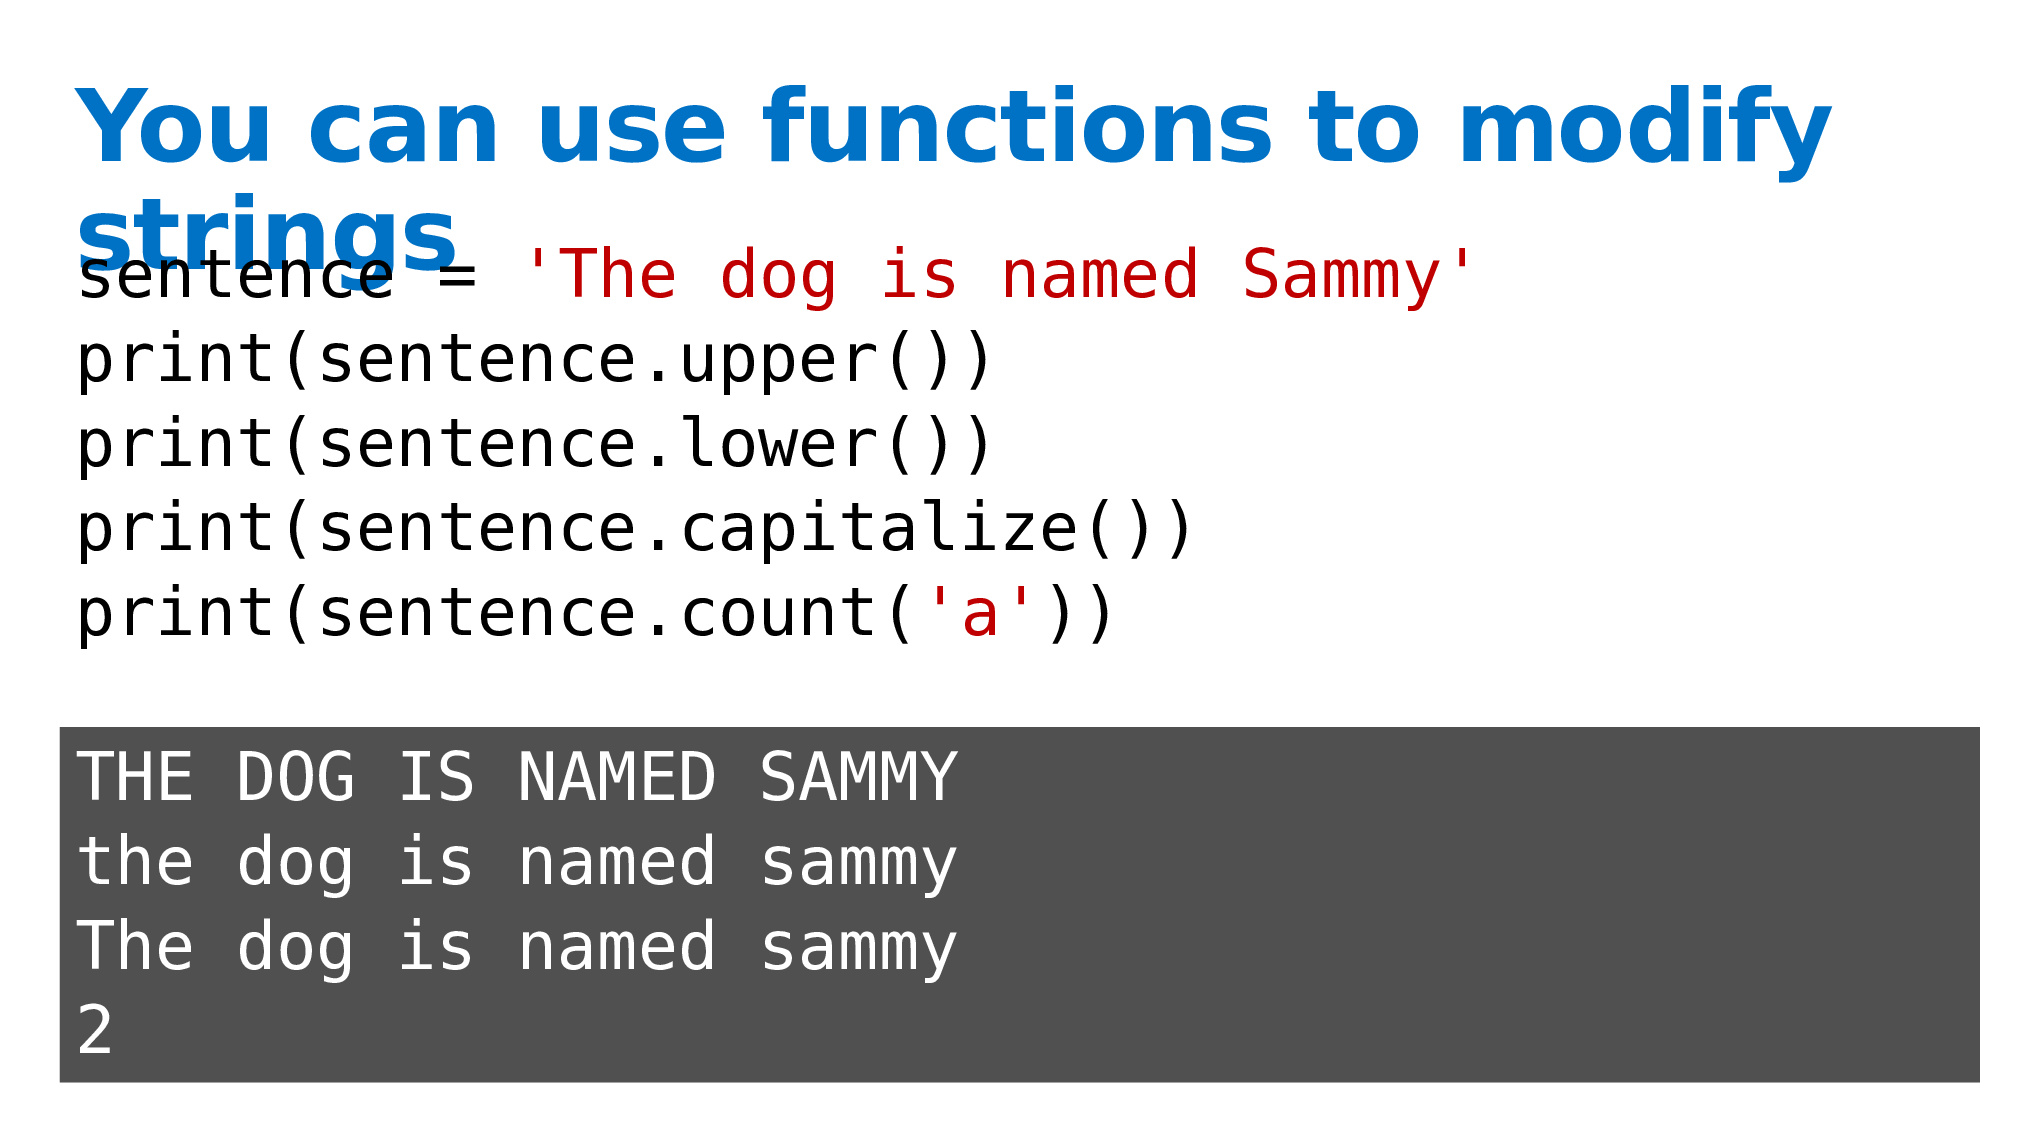 You can use functions to modify
strings
sentence = 'The dog is named Sammy'
print(sentence.upper())
print(sentence.lower())
print(sentence.capitalize())
print(sentence.count('a'))
THE DOG IS NAMED SAMMY
the dog is named sammy
The dog is named sammy
2